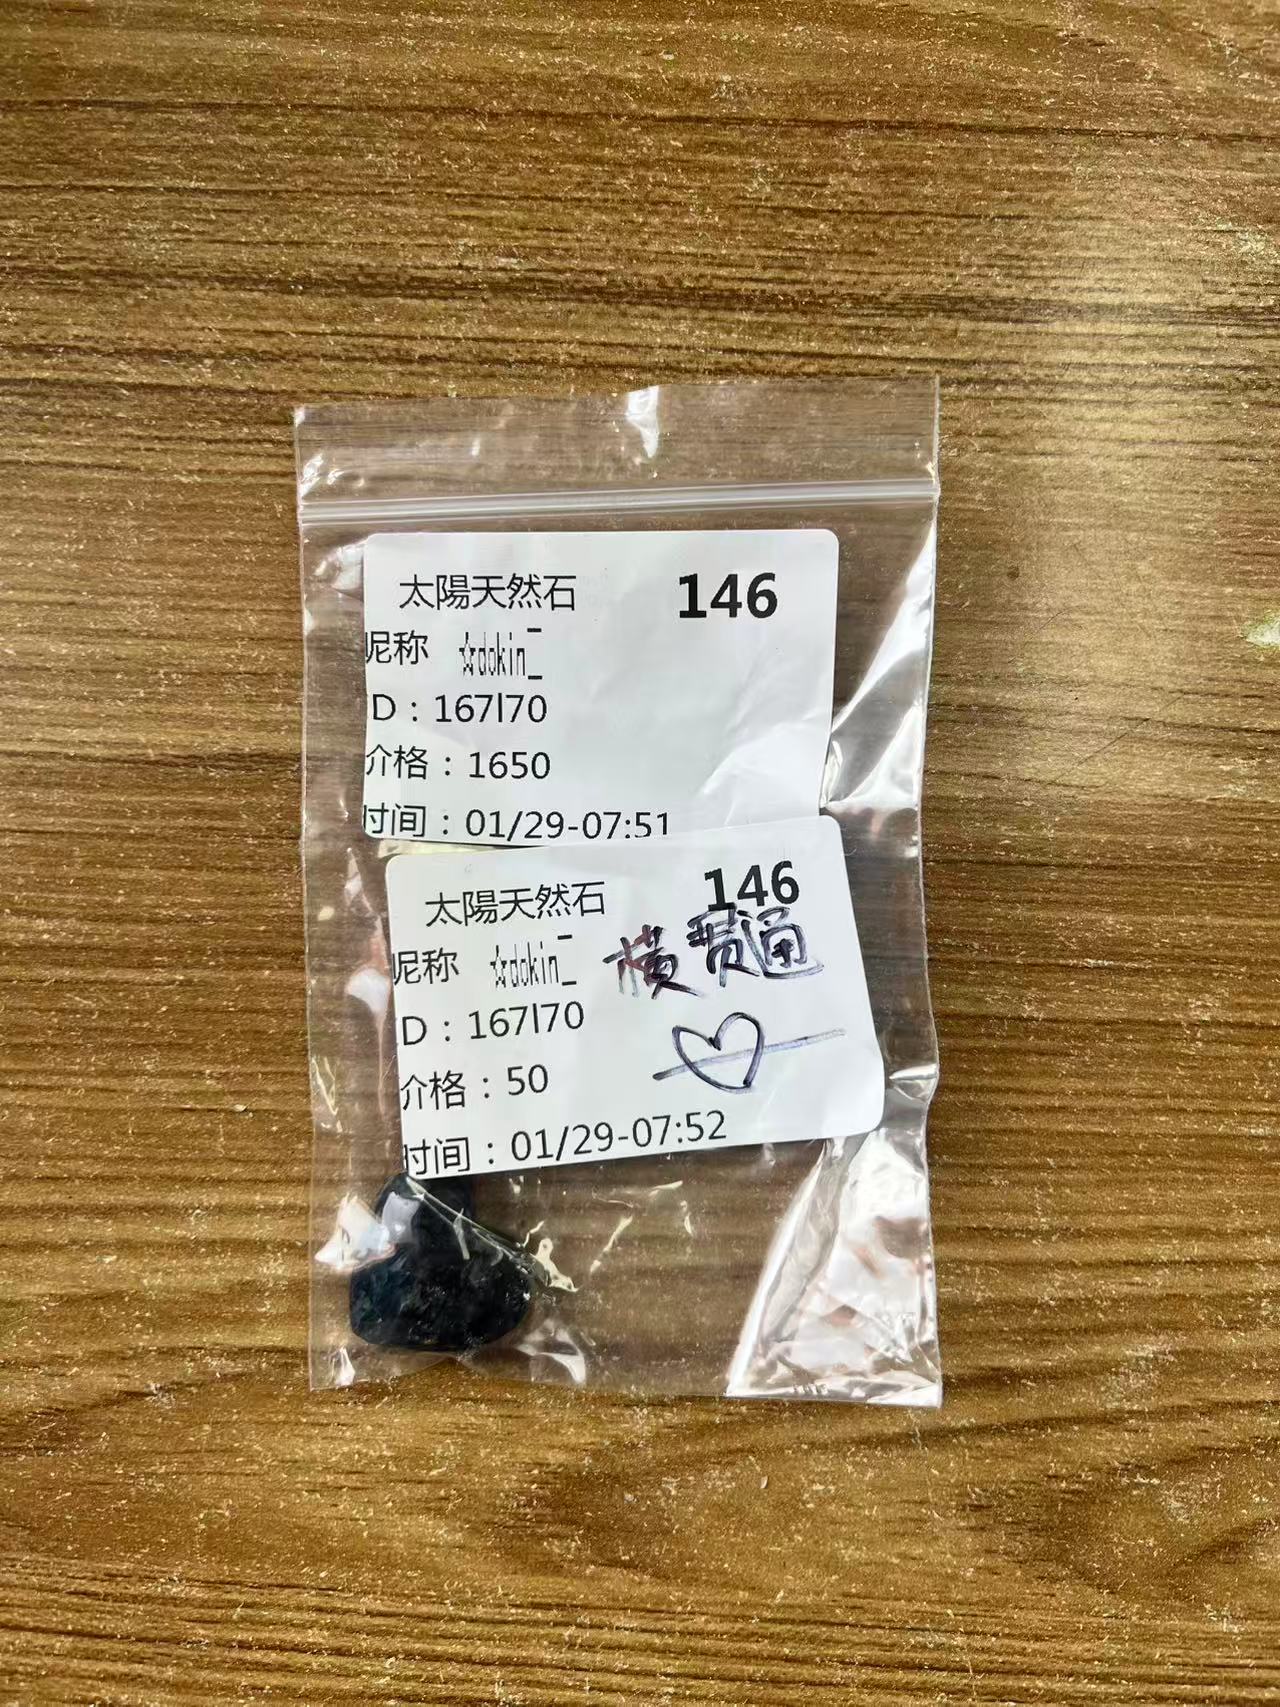 太陽天然石 146
昵称 ☆dokin_
ID：167l70
价格：1650
时间：01/29-07:51
太陽天然石 146
昵称 ☆dokin_ 横贯通
ID：167l70
价格：50
时间：01/29-07:52